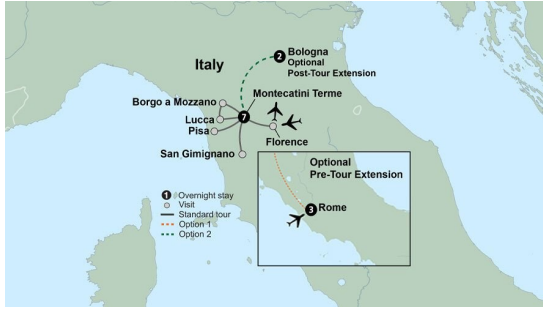 2
Bologna
Optional
Post-Tour Extension
Italy
Montecatini Terme
Borgo a Mozzano
7
Lucca
Pisa
Florence
San Gimignano
Optional
Pre-Tour Extension
3
Rome
1 Overnight stay
Visit
Standard tour
Option 1
Option 2